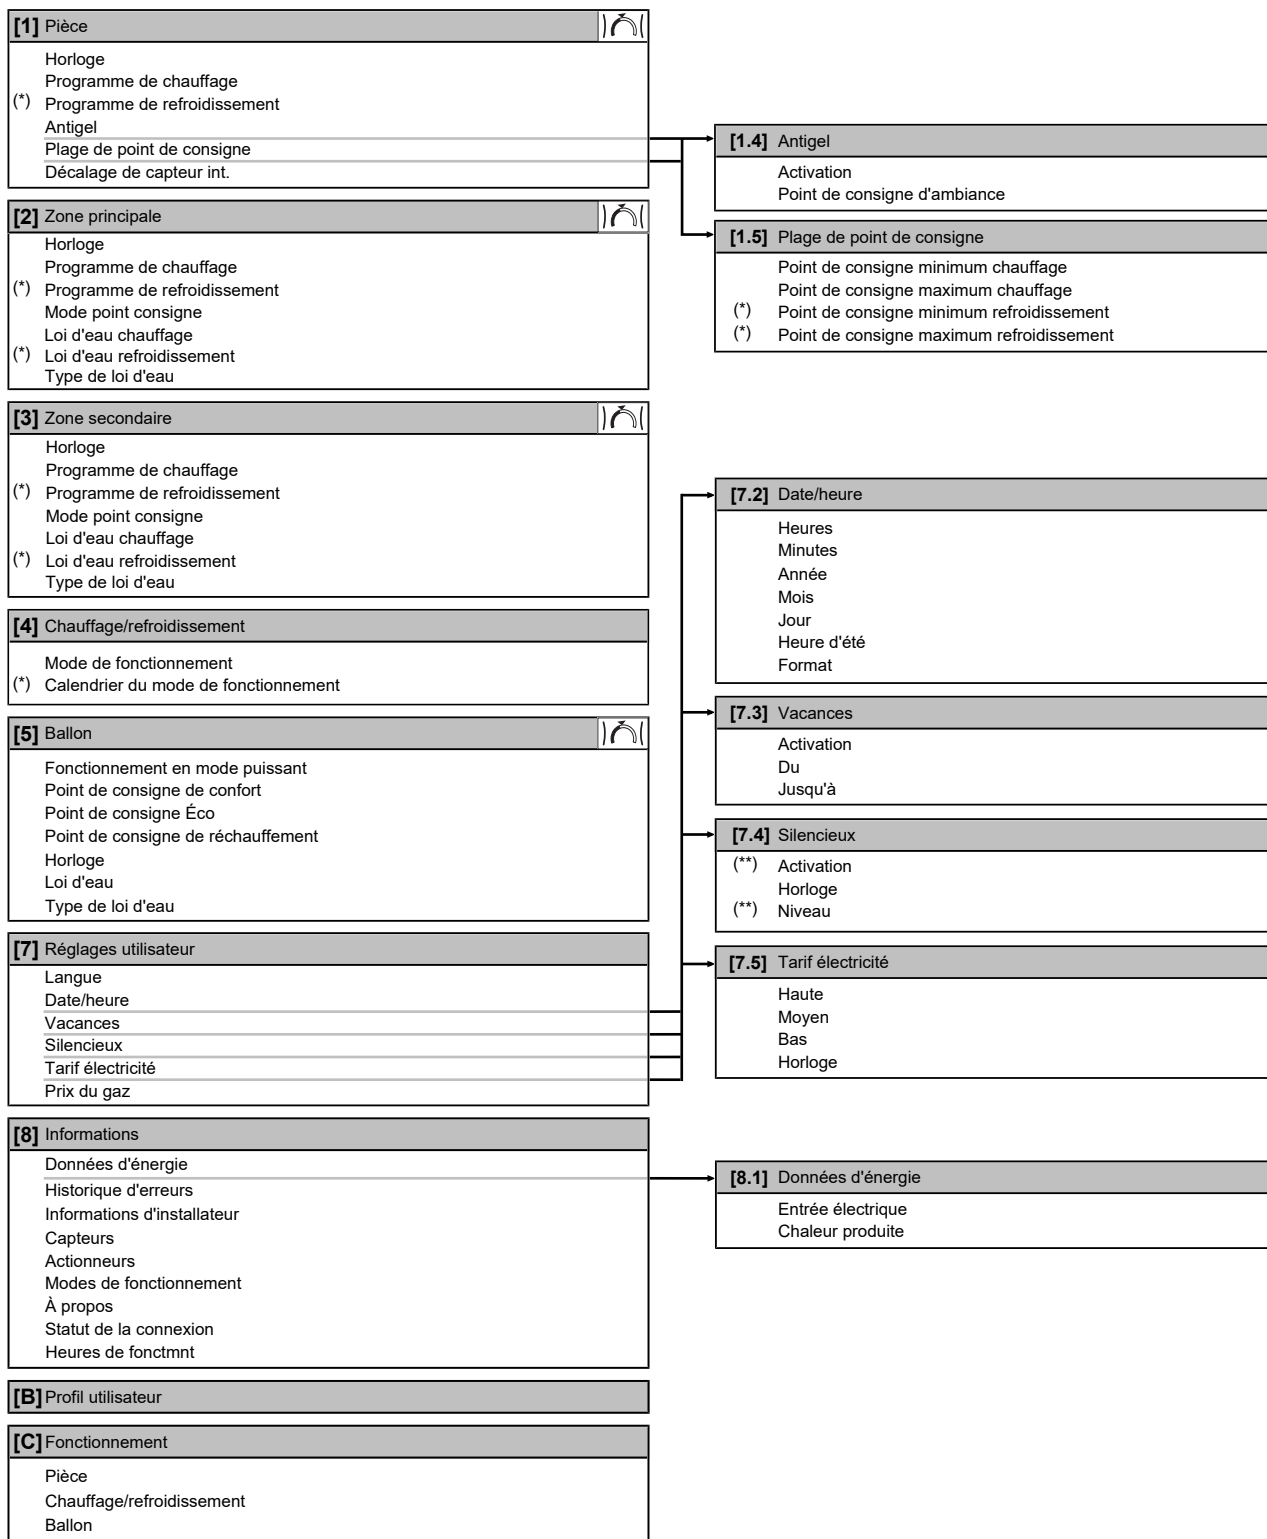 [1] Pièce
Horloge
Programme de chauffage
(*) Programme de refroidissement
Antigel
Plage de point de consigne
Décalage de capteur int.
[2] Zone principale
Horloge
Programme de chauffage
(*) Programme de refroidissement
Mode point consigne
Loi d'eau chauffage
(*) Loi d'eau refroidissement
Type de loi d'eau
[3] Zone secondaire
Horloge
Programme de chauffage
(*) Programme de refroidissement
Mode point consigne
Loi d'eau chauffage
(*) Loi d'eau refroidissement
Type de loi d'eau
[4] Chauffage/refroidissement
Mode de fonctionnement
(*) Calendrier du mode de fonctionnement
[5] Ballon
Fonctionnement en mode puissant
Point de consigne de confort
Point de consigne Éco
Point de consigne de réchauffement
Horloge
Loi d'eau
Type de loi d'eau
[7] Réglages utilisateur
Langue
Date/heure
Vacances
Silencieux
Tarif électricité
Prix du gaz
[8] Informations
Données d'énergie
Historique d'erreurs
Informations d'installateur
Capteurs
Actionneurs
Modes de fonctionnement
À propos
Statut de la connexion
Heures de fonctmnt
[B] Profil utilisateur
[C] Fonctionnement
Pièce
Chauffage/refroidissement
Ballon
[1.4] Antigel
Activation
Point de consigne d'ambiance
[1.5] Plage de point de consigne
Point de consigne minimum chauffage
Point de consigne maximum chauffage
(*) Point de consigne minimum refroidissement
(*) Point de consigne maximum refroidissement
[7.2] Date/heure
Heures
Minutes
Année
Mois
Jour
Heure d'été
Format
[7.3] Vacances
Activation
Du
Jusqu'à
[7.4] Silencieux
(**) Activation
Horloge
(**) Niveau
[7.5] Tarif électricité
Haute
Moyen
Bas
Horloge
[8.1] Données d'énergie
Entrée électrique
Chaleur produite